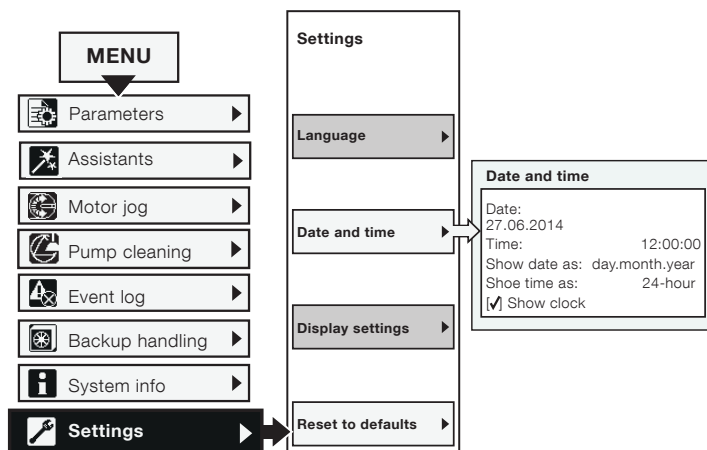 MENU
Parameters
Assistants
Motor jog
Pump cleaning
Event log
Backup handling
System info
Settings
Settings
Language
Date and time
Display settings
Reset to defaults
Date and time
Date:
27.06.2014
Time: 12:00:00
Show date as: day.month.year
Shoe time as: 24-hour
[✓] Show clock